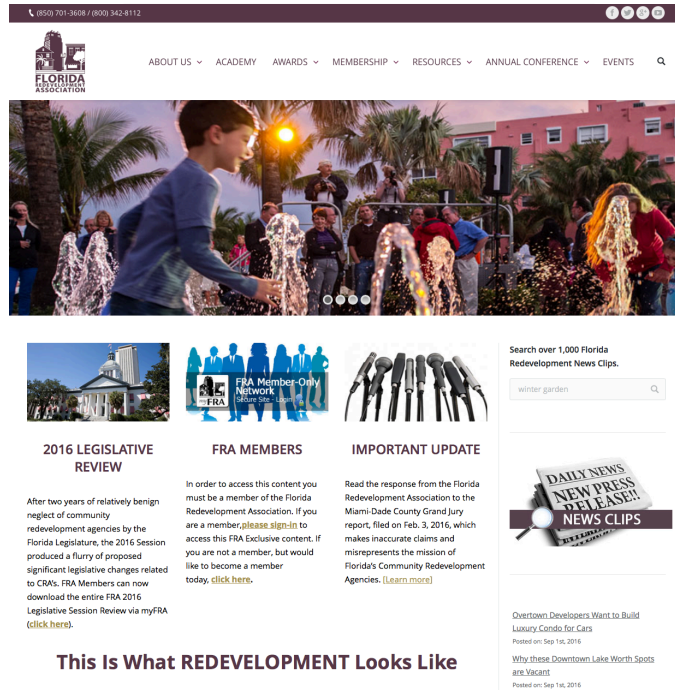 (850) 701-3608 / (800) 342-8112
FLORIDA
REDEVELOPMENT
ASSOCIATION
ABOUT US ACADEMY AWARDS MEMBERSHIP RESOURCES ANNUAL CONFERENCE EVENTS
FRA Member-Only
Network
Secure Site - Login
myFRA
2016 LEGISLATIVE
REVIEW
After two years of relatively benign
neglect of community
redevelopment agencies by the
Florida Legislature, the 2016 Session
produced a flurry of proposed
significant legislative changes related
to CRA's. FRA Members can now
download the entire FRA 2016
Legislative Session Review via myFRA
(click here).
FRA MEMBERS
In order to access this content you
must be a member of the Florida
Redevelopment Association. If you
are a member,please sign-in to
access this FRA Exclusive content. If
you are not a member, but would
like to become a member
today, click here.
IMPORTANT UPDATE
Read the response from the Florida
Redevelopment Association to the
Miami-Dade County Grand Jury
report, filed on Feb. 3, 2016, which
makes inaccurate claims and
misrepresents the mission of
Florida's Community Redevelopment
Agencies. [Learn more]
This Is What REDEVELOPMENT Looks Like
Search over 1,000 Florida
Redevelopment News Clips.
winter garden
DAILY NEWS
NEW PRESS
RELEASE!!
NEWS CLIPS
Overtown Developers Want to Build
Luxury Condo for Cars
Posted on: Sep 1st, 2016
Why these Downtown Lake Worth Spots
are Vacant
Posted on: Sep 1st, 2016